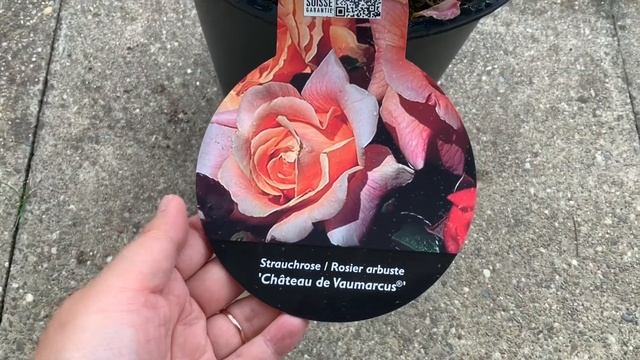 SUISSE
GARANTIE
Strauchrose / Rosier arbuste
'Château de Vaumarcus®'